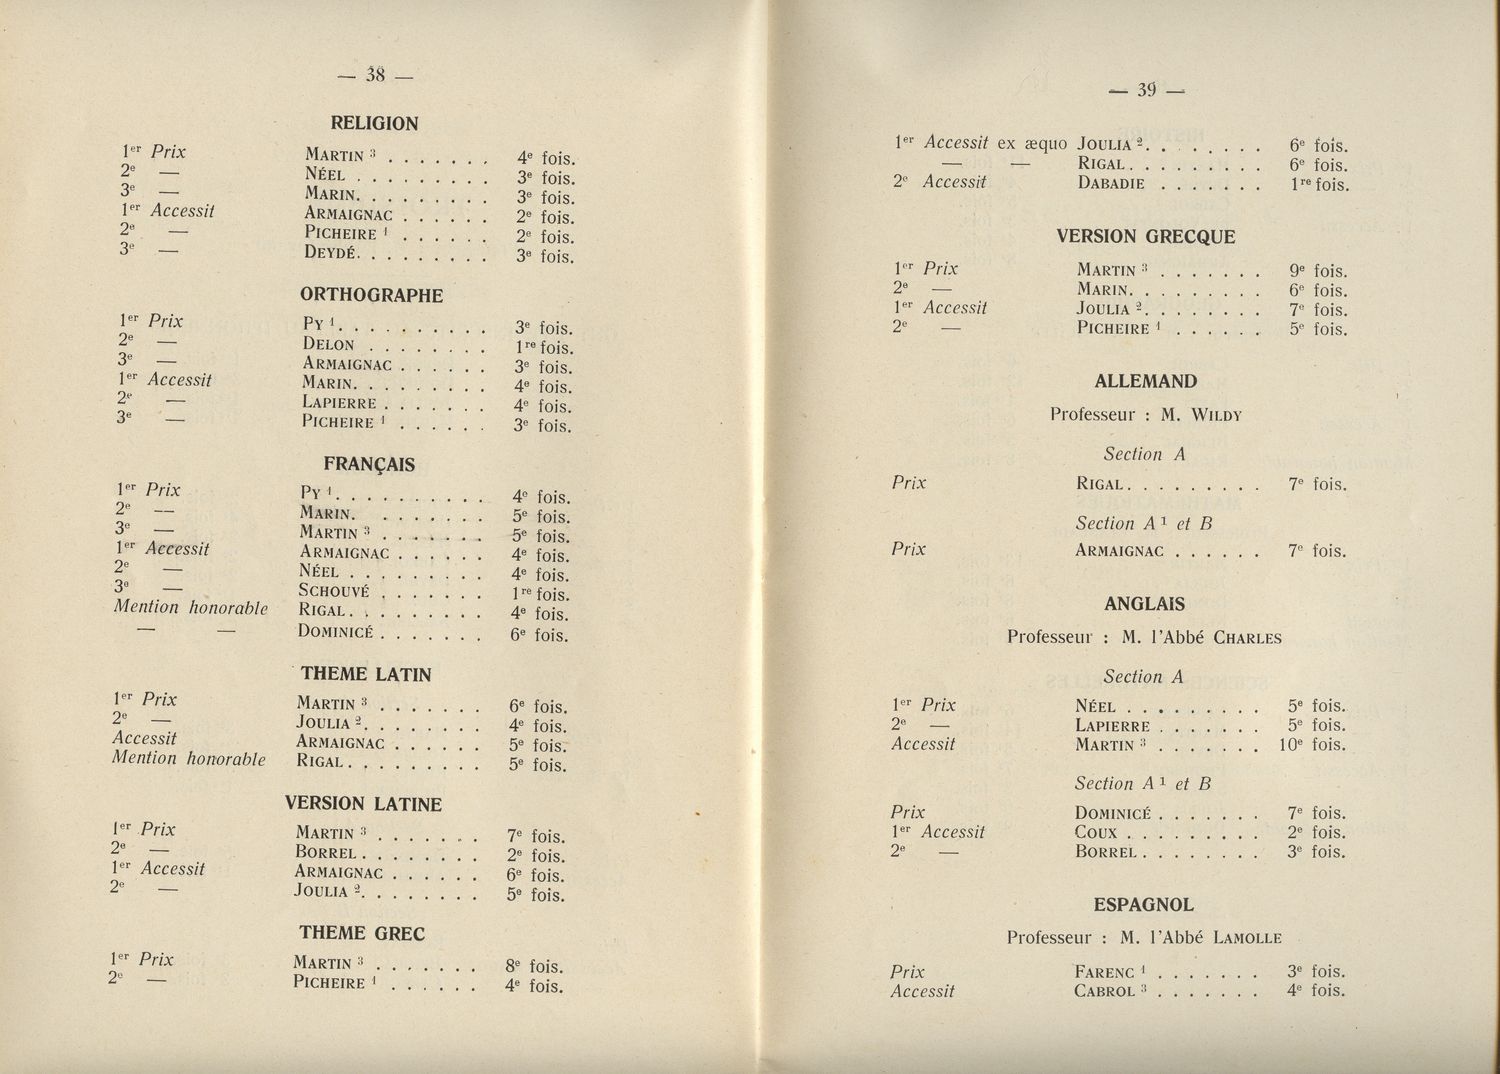 — 38 —
RELIGION
1er Prix MARTIN 3 . . . . . . . 4e fois.
2e — NÉEL . . . . . . . . . 3e fois.
3e — MARIN. . . . . . . . . 3e fois.
1er Accessit ARMAIGNAC . . . . . . 2e fois.
2e — PICHEIRE 1 . . . . . . 2e fois.
3e — DEYDÉ. . . . . . . . . 3e fois.
ORTHOGRAPHE
1er Prix PY 1. . . . . . . . . . 3e fois.
2e — DELON . . . . . . . . 1re fois.
3e — ARMAIGNAC . . . . . . 3e fois.
1er Accessit MARIN. . . . . . . . . 4e fois.
2e — LAPIERRE . . . . . . . 4e fois.
3e — PICHEIRE 1 . . . . . . 3e fois.
FRANÇAIS
1er Prix PY 1. . . . . . . . . . 4e fois.
2e — MARIN. . . . . . . . 5e fois.
3e — MARTIN 3 . . . . . . . 5e fois.
1er Accessit ARMAIGNAC . . . . . . 4e fois.
2e — NÉEL . . . . . . . . . 4e fois.
3e — SCHOUVÉ . . . . . . . 1re fois.
Mention honorable RIGAL. . . . . . . . . 4e fois.
— — DOMINICÉ . . . . . . . 6e fois.
THEME LATIN
1er Prix MARTIN 3 . . . . . . . 6e fois.
2e — JOULIA 2. . . . . . . . 4e fois.
Accessit ARMAIGNAC . . . . . . 5e fois.
Mention honorable RIGAL. . . . . . . . . 5e fois.
VERSION LATINE
1er Prix MARTIN 3 . . . . . . . 7e fois.
2e — BORREL . . . . . . . . 2e fois.
1er Accessit ARMAIGNAC . . . . . . 6e fois.
2e — JOULIA 2. . . . . . . . 5e fois.
THEME GREC
1er Prix MARTIN 3 . . . . . . . 8e fois.
2e — PICHEIRE 1 . . . . . . 4e fois.
— 39 —
1er Accessit ex æquo JOULIA 2. . . . . . . . 6e fois.
— — RIGAL. . . . . . . . . 6e fois.
2e Accessit DABADIE . . . . . . . 1re fois.
VERSION GRECQUE
1er Prix MARTIN 3 . . . . . . . 9e fois.
2e — MARIN. . . . . . . . . 6e fois.
1er Accessit JOULIA 2. . . . . . . . 7e fois.
2e — PICHEIRE 1 . . . . . . 5e fois.
ALLEMAND
Professeur : M. WILDY
Section A
Prix RIGAL. . . . . . . . . 7e fois.
Section A 1 et B
Prix ARMAIGNAC . . . . . . 7e fois.
ANGLAIS
Professeur : M. l'Abbé CHARLES
Section A
1er Prix NÉEL . . . . . . . . . 5e fois.
2e — LAPIERRE . . . . . . . 5e fois.
Accessit MARTIN 3 . . . . . . . 10e fois.
Section A 1 et B
Prix DOMINICÉ . . . . . . . 7e fois.
1er Accessit COUX . . . . . . . . . 2e fois.
2e — BORREL . . . . . . . . 3e fois.
ESPAGNOL
Professeur : M. l'Abbé LAMOLLE
Prix FARENC 1 . . . . . . . 3e fois.
Accessit CABROL 3 . . . . . . . 4e fois.